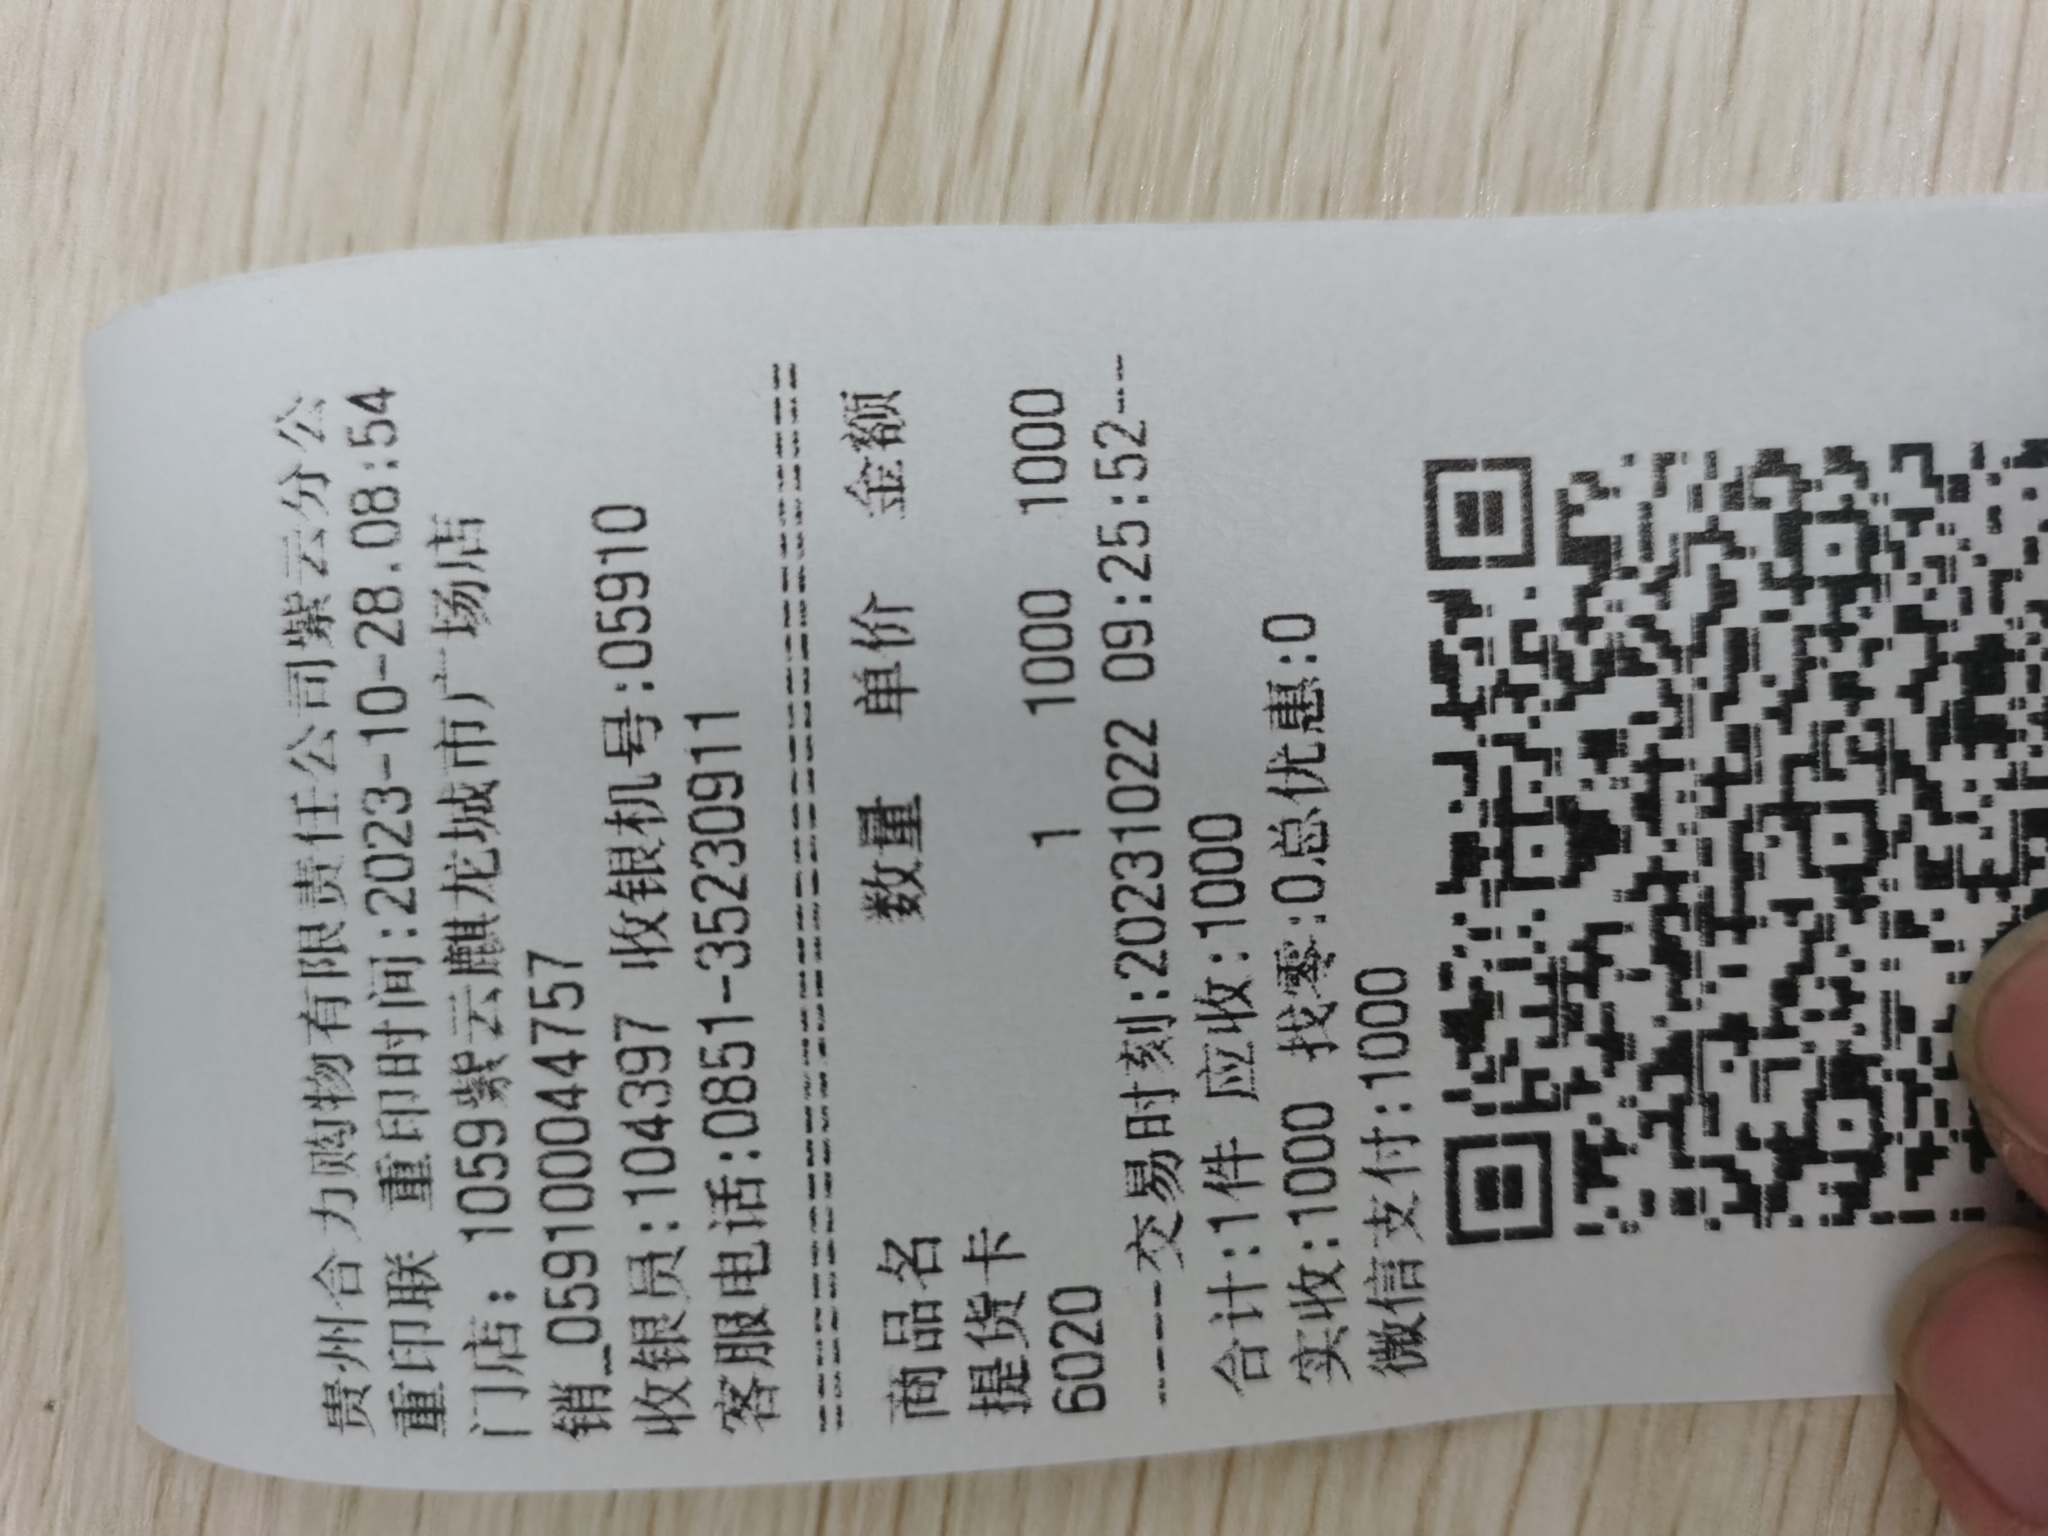 贵州合力购物有限责任公司紫云分公
重印联 重印时间:2023-10-28.08:54
门店: 1059紫云麒龙城市广场店
销_0591004757
收银员:104397 收银机号:05910
客服电话:0851-35230911
================================
商品名 数量 单价 金额
提货卡
6020 1 1000 1000
----交易时刻:20231022 09:25:52--
合计:1件 应收:1000
实收:1000 找零:0总优惠:0
微信支付:1000